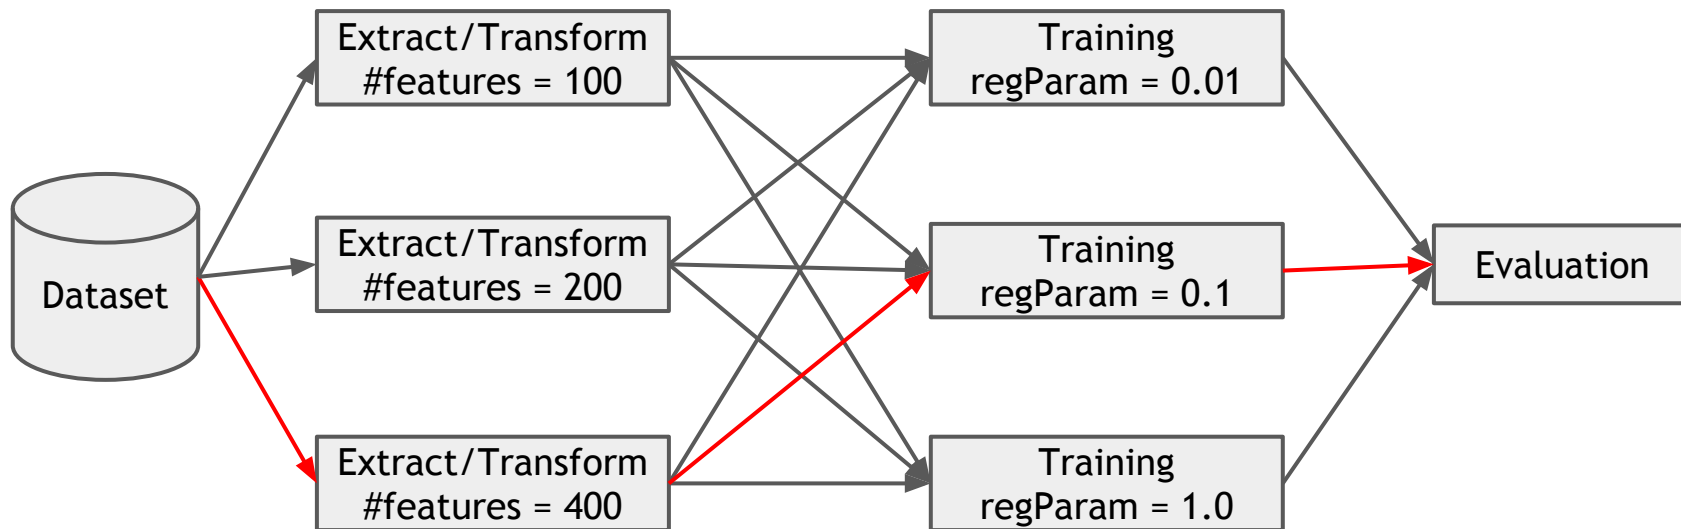 Dataset
Extract/Transform
#features = 100
Extract/Transform
#features = 200
Extract/Transform
#features = 400
Training
regParam = 0.01
Training
regParam = 0.1
Training
regParam = 1.0
Evaluation